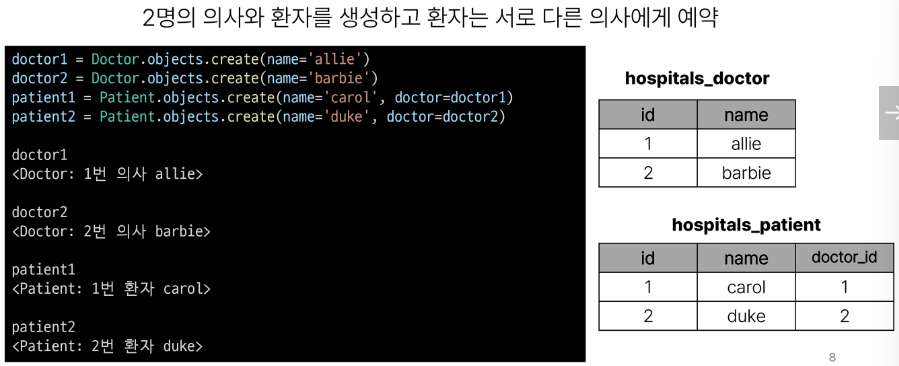 2명의 의사와 환자를 생성하고 환자는 서로 다른 의사에게 예약
doctor1 = Doctor.objects.create(name='allie')
doctor2 = Doctor.objects.create(name='barbie')
patient1 = Patient.objects.create(name='carol', doctor=doctor1)
patient2 = Patient.objects.create(name='duke', doctor=doctor2)
doctor1
<Doctor: 1번 의사 allie>
doctor2
<Doctor: 2번 의사 barbie>
patient1
<Patient: 1번 환자 carol>
patient2
<Patient: 2번 환자 duke>
hospitals_doctor
id name
1 allie
2 barbie
hospitals_patient
id name doctor_id
1 carol 1
2 duke 2
8